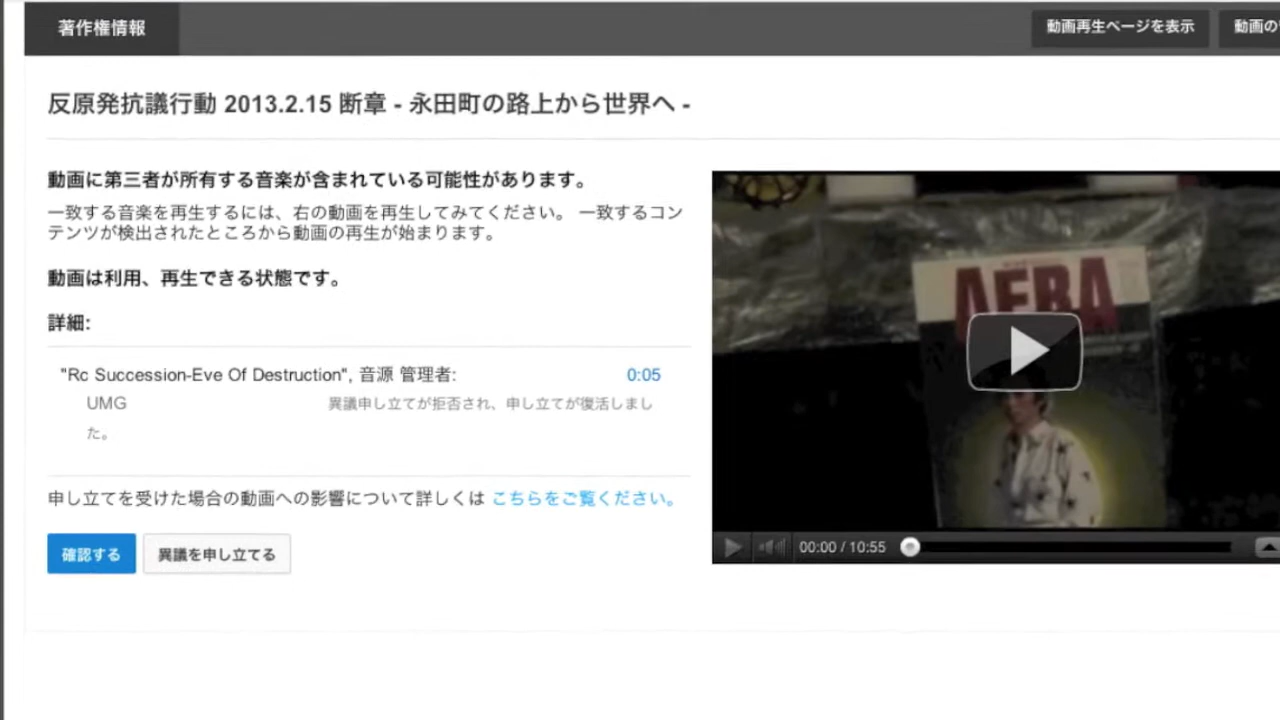 著作権情報
動画再生ページを表示
動画の
反原発抗議行動 2013.2.15 断章 - 永田町の路上から世界へ -
動画に第三者が所有する音楽が含まれている可能性があります。
一致する音楽を再生するには、右の動画を再生してみてください。 一致するコン
テンツが検出されたところから動画の再生が始まります。
動画は利用、再生できる状態です。
詳細:
"Rc Succession-Eve Of Destruction", 音源 管理者: 0:05
UMG 異議申し立てが拒否され、申し立てが復活しまし
た。
申し立てを受けた場合の動画への影響について詳しくは こちらをご覧ください。
確認する 異議を申し立てる
AERA
00:00 / 10:55